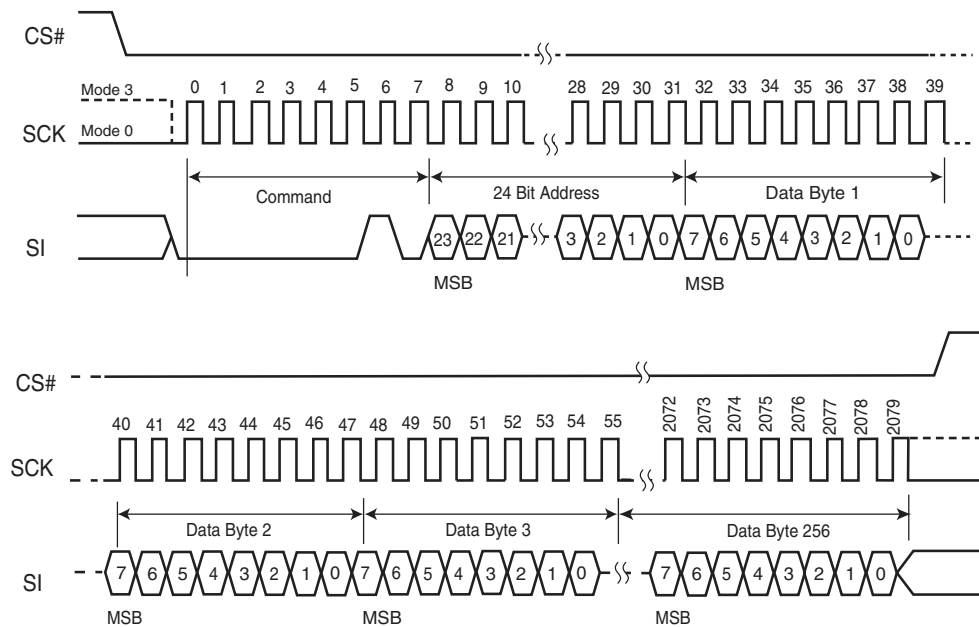 CS#
Mode 3
0 1 2 3 4 5 6 7 8 9 10 28 29 30 31 32 33 34 35 36 37 38 39
SCK
Mode 0
Command 24 Bit Address Data Byte 1
SI
23 22 21 3 2 1 0 7 6 5 4 3 2 1 0
MSB MSB
CS#
40 41 42 43 44 45 46 47 48 49 50 51 52 53 54 55 2072 2073 2074 2075 2076 2077 2078 2079
SCK
Data Byte 2 Data Byte 3 Data Byte 256
SI
7 6 5 4 3 2 1 0 7 6 5 4 3 2 1 0 7 6 5 4 3 2 1 0
MSB MSB MSB